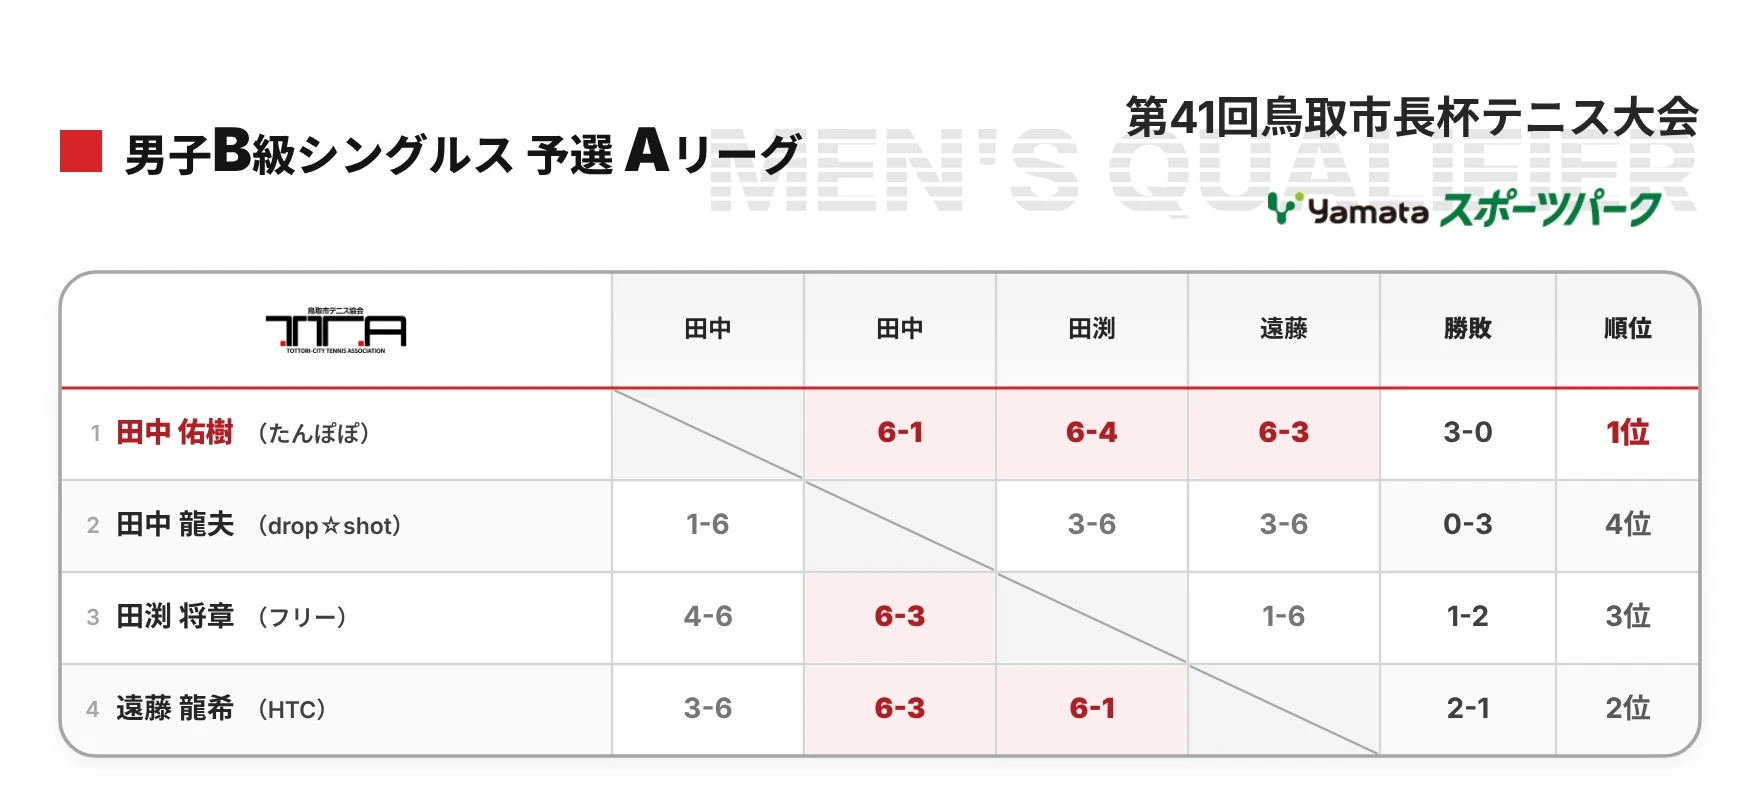 第41回鳥取市長杯テニス大会
男子B級シングルス 予選 Aリーグ
MEN'S QUALIFIER
Yamata スポーツパーク
鳥取市テニス協会
TTA
TOTTORI-CITY TENNIS ASSOCIATION
田中 田中 田渕 遠藤 勝敗 順位
1 田中 佑樹 （たんぽぽ） 6-1 6-4 6-3 3-0 1位
2 田中 龍夫 （drop☆shot） 1-6 3-6 3-6 0-3 4位
3 田渕 将章 （フリー） 4-6 6-3 1-6 1-2 3位
4 遠藤 龍希 （HTC） 3-6 6-3 6-1 2-1 2位